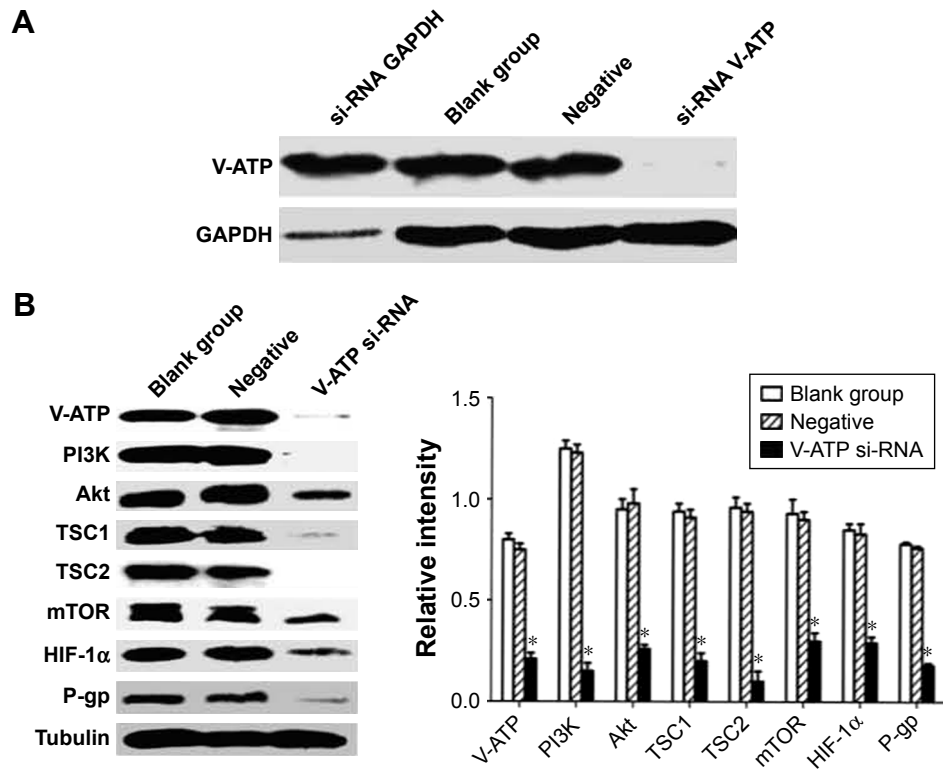 A
si-RNA GAPDH
Blank group
Negative
si-RNA V-ATP
V-ATP
GAPDH
B
Blank group
Negative
V-ATP si-RNA
V-ATP
PI3K
Akt
TSC1
TSC2
mTOR
HIF-1α
P-gp
Tubulin
Blank group
Negative
V-ATP si-RNA
Relative intensity
1.5
1.0
0.5
0.0
* * * * * * * *
V-ATP
PI3K
Akt
TSC1
TSC2
mTOR
HIF-1α
P-gp